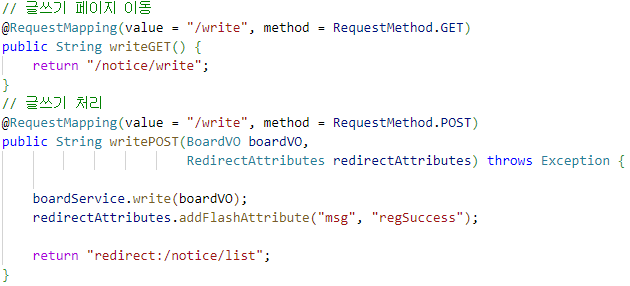 // 글쓰기 페이지 이동
@RequestMapping(value = "/write", method = RequestMethod.GET)
public String writeGET() {
    return "/notice/write";
}
// 글쓰기 처리
@RequestMapping(value = "/write", method = RequestMethod.POST)
public String writePOST(BoardVO boardVO,
                        RedirectAttributes redirectAttributes) throws Exception {
    boardService.write(boardVO);
    redirectAttributes.addFlashAttribute("msg", "regSuccess");
    return "redirect:/notice/list";
}